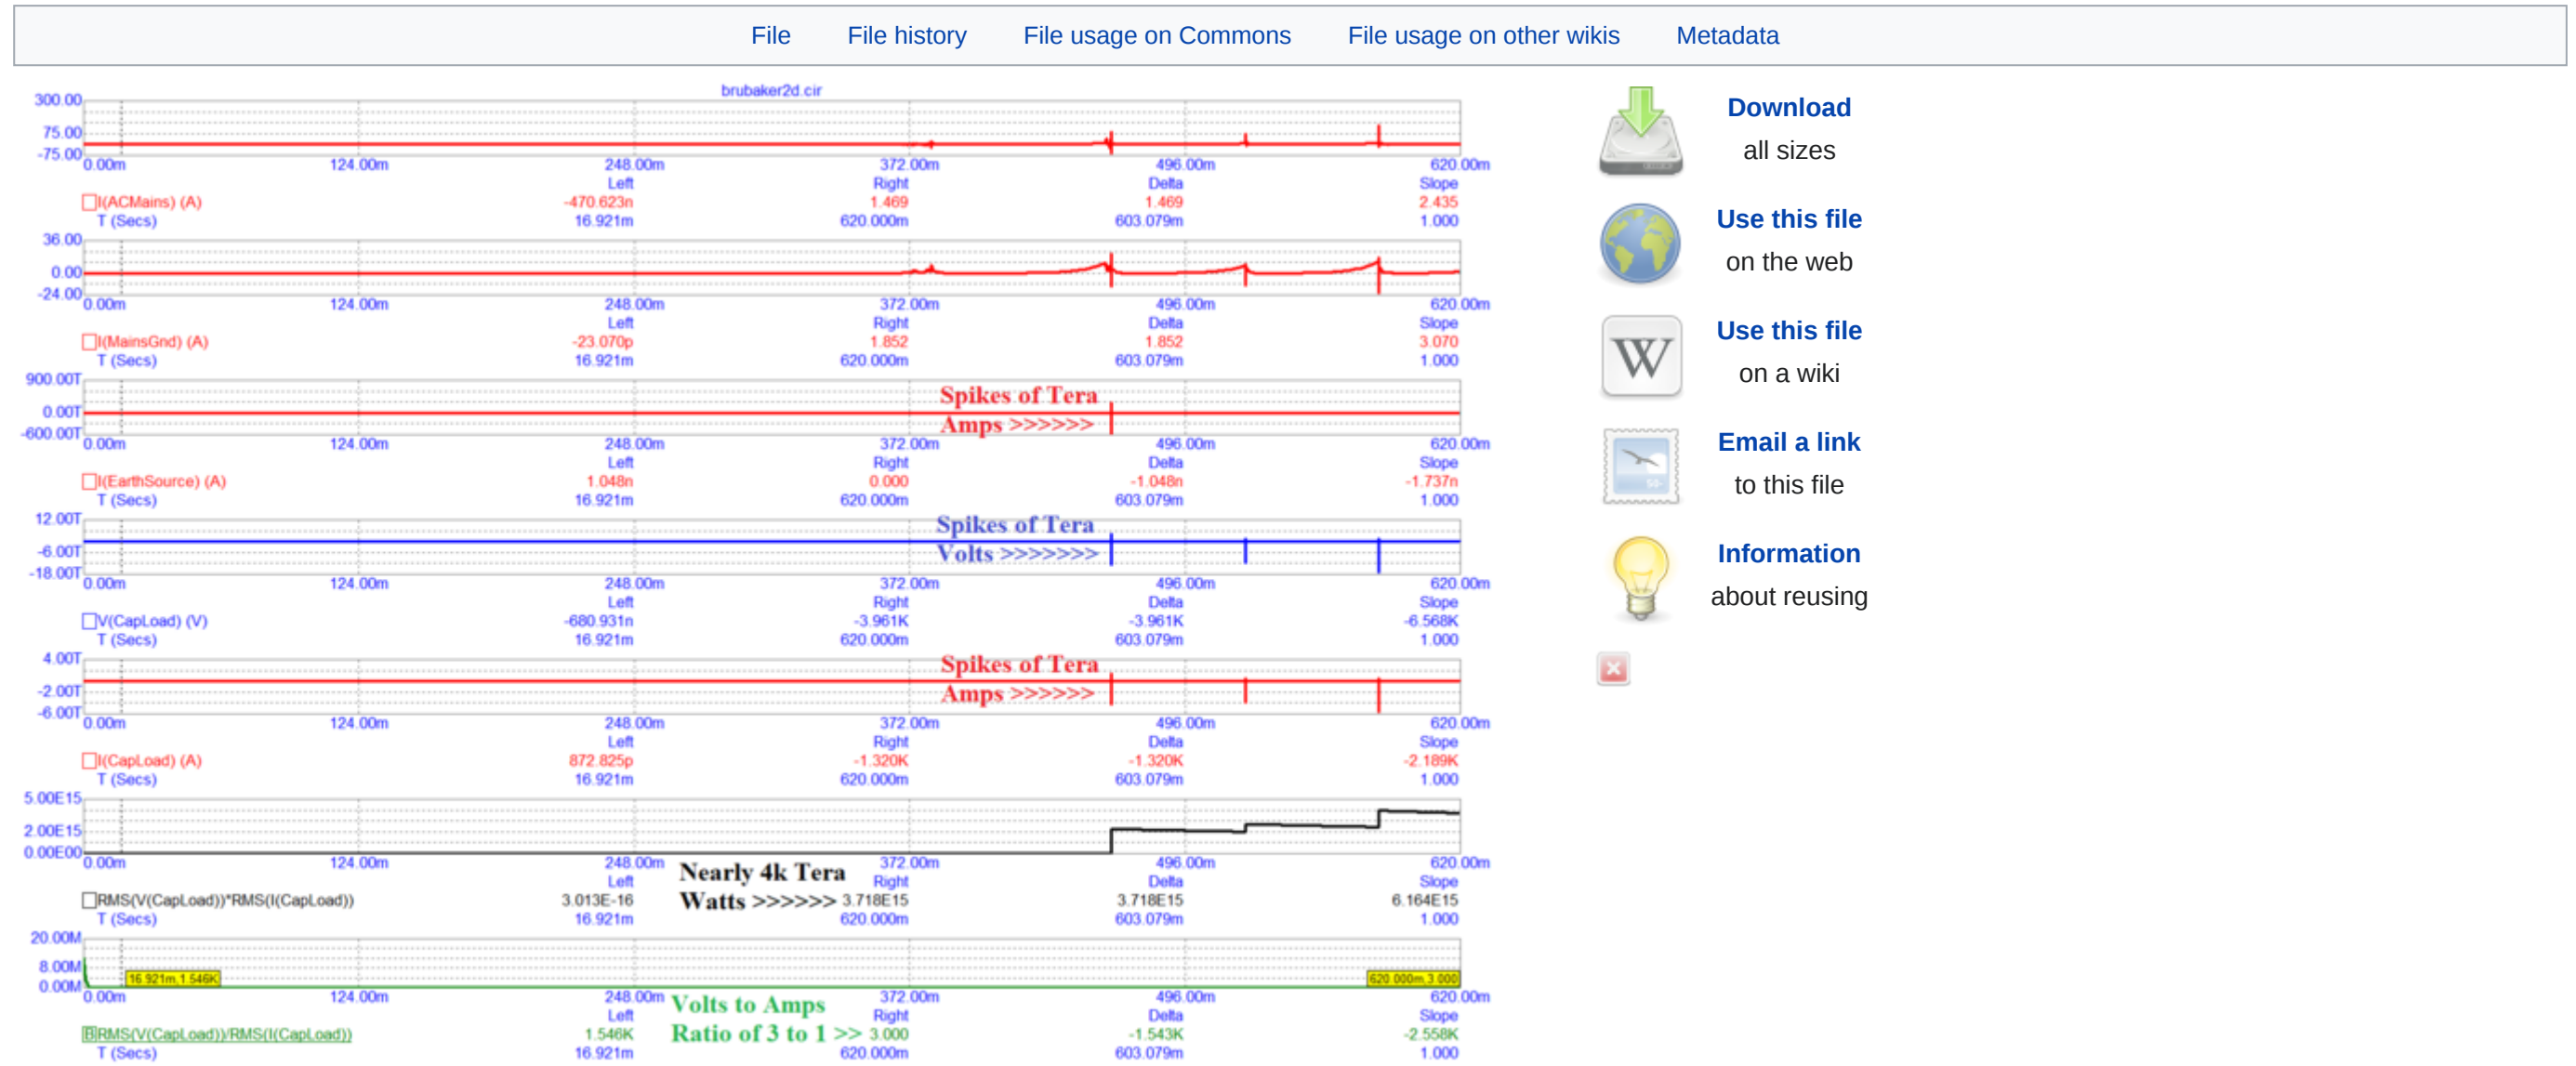 File File history File usage on Commons File usage on other wikis Metadata
brubaker2d.cir
300.00
75.00
-75.00
0.00m 124.00m 248.00m 372.00m 496.00m 620.00m
Left Right Delta Slope
I(ACMains) (A) -470.623n 1.469 1.469 2.435
T (Secs) 16.921m 620.000m 603.079m 1.000
36.00
0.00
-24.00
0.00m 124.00m 248.00m 372.00m 496.00m 620.00m
Left Right Delta Slope
I(MainsGnd) (A) -23.070p 1.852 1.852 3.070
T (Secs) 16.921m 620.000m 603.079m 1.000
900.00T
Spikes of Tera
0.00T
Amps >>>>>>
-600.00T
0.00m 124.00m 248.00m 372.00m 496.00m 620.00m
Left Right Delta Slope
I(EarthSource) (A) 1.048n 0.000 -1.048n -1.737n
T (Secs) 16.921m 620.000m 603.079m 1.000
12.00T
Spikes of Tera
-6.00T
Volts >>>>>>>
-18.00T
0.00m 124.00m 248.00m 372.00m 496.00m 620.00m
Left Right Delta Slope
V(CapLoad) (V) -680.931n -3.961K -3.961K -6.568K
T (Secs) 16.921m 620.000m 603.079m 1.000
4.00T
Spikes of Tera
-2.00T
Amps >>>>>>
-6.00T
0.00m 124.00m 248.00m 372.00m 496.00m 620.00m
Left Right Delta Slope
I(CapLoad) (A) 872.825p -1.320K -1.320K -2.189K
T (Secs) 16.921m 620.000m 603.079m 1.000
5.00E15
2.00E15
0.00E00
0.00m 124.00m 248.00m 372.00m 496.00m 620.00m
Nearly 4k Tera
Left Right Delta Slope
RMS(V(CapLoad))*RMS(I(CapLoad)) 3.013E-16 Watts >>>>>> 3.718E15 3.718E15 6.164E15
T (Secs) 16.921m 620.000m 603.079m 1.000
20.00M
8.00M
16.921m,1.546K 620.000m,3.000
0.00M
0.00m 124.00m 248.00m 372.00m 496.00m 620.00m
Volts to Amps
Left Right Delta Slope
B RMS(V(CapLoad))/RMS(I(CapLoad)) 1.546K Ratio of 3 to 1 >> 3.000 -1.543K -2.558K
T (Secs) 16.921m 620.000m 603.079m 1.000
Download
all sizes
Use this file
on the web
W
Use this file
on a wiki
Email a link
to this file
Information
about reusing